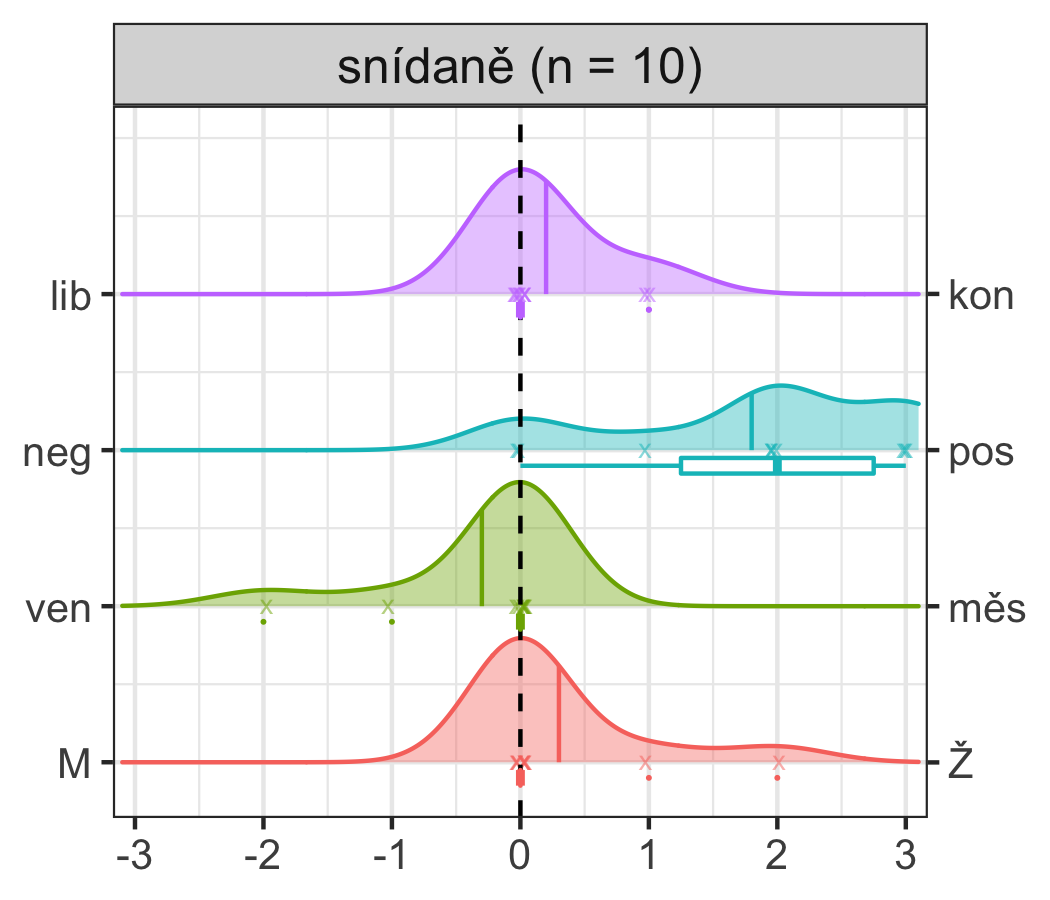 snídaně (n = 10)
lib kon
neg pos
ven měs
M Ž
-3 -2 -1 0 1 2 3